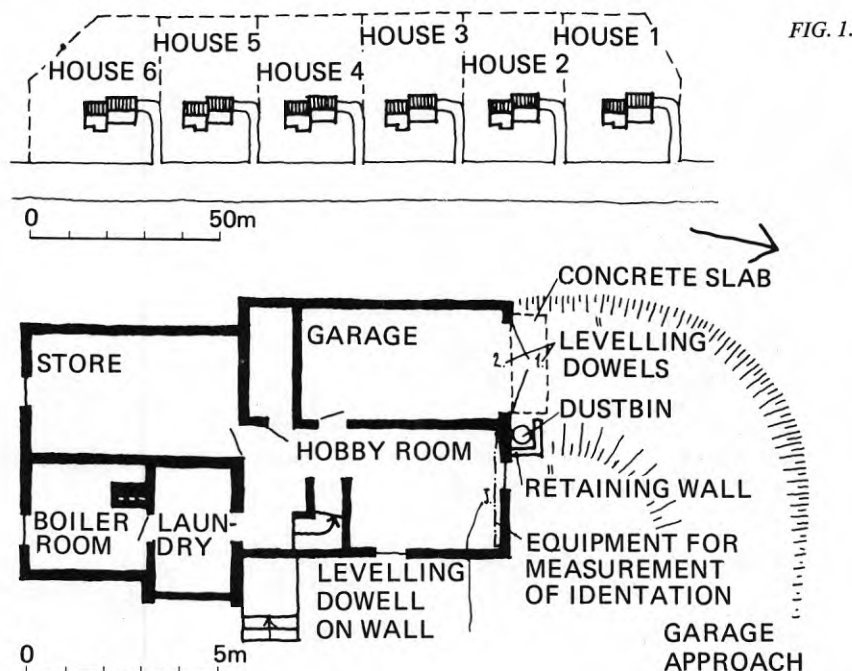 FIG. 1.
HOUSE 5
HOUSE 3
HOUSE 1
HOUSE 6
HOUSE 4
HOUSE 2
0 50m
CONCRETE SLAB
GARAGE
2. 1.
LEVELLING
DOWELS
STORE
DUSTBIN
HOBBY ROOM
RETAINING WALL
3
BOILER
ROOM
LAUN-
DRY
EQUIPMENT FOR
MEASUREMENT
OF IDENTATION
LEVELLING
DOWELL
ON WALL
GARAGE
APPROACH
0 5m